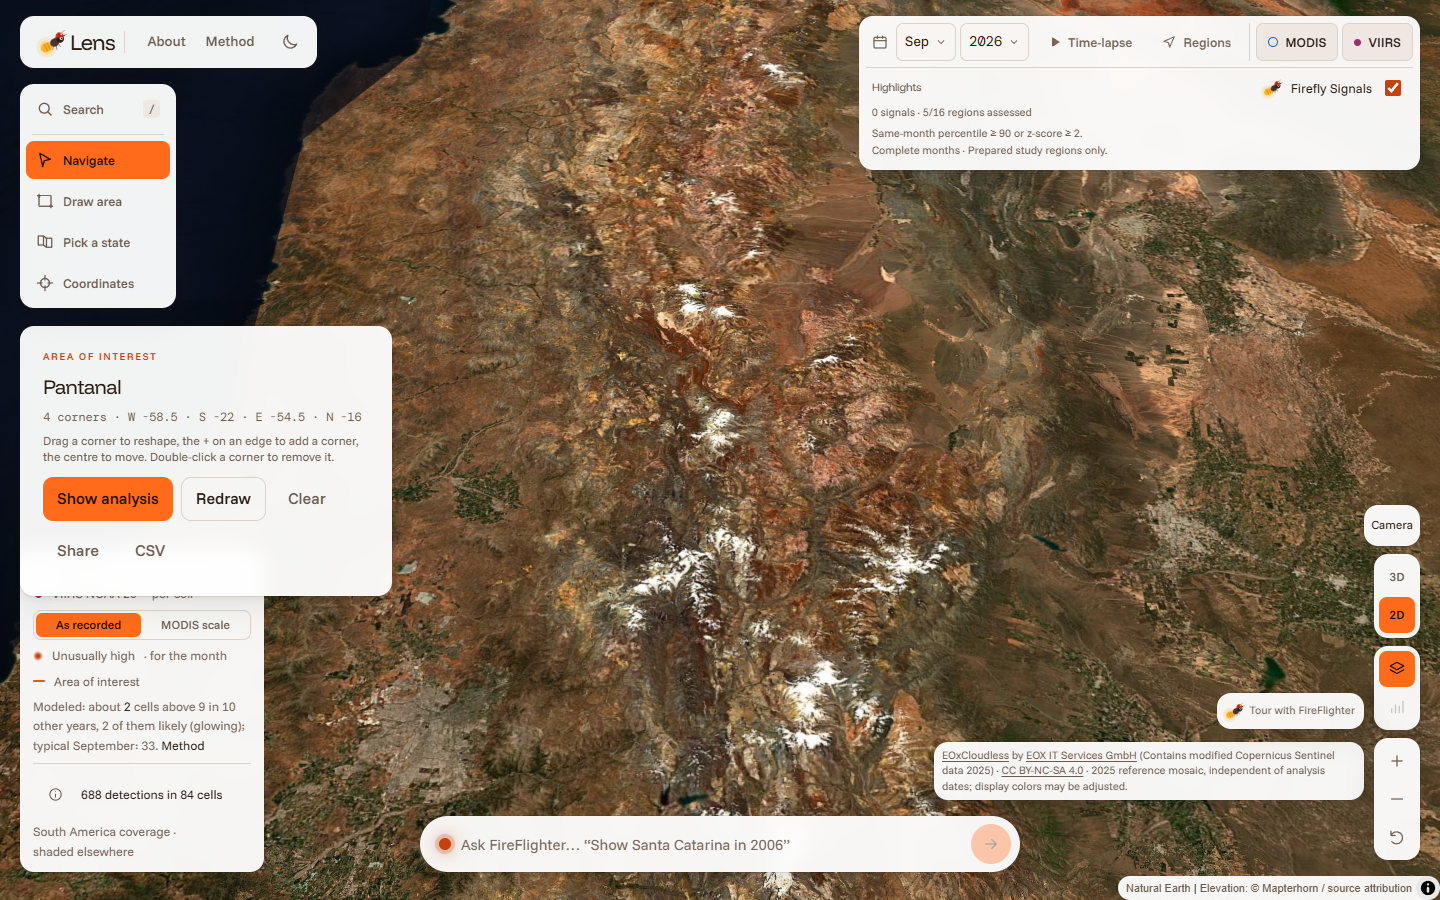 Lens
About
Method
Search
/
Navigate
Draw area
Pick a state
Coordinates
Sep
2026
Time-lapse
Regions
MODIS
VIIRS
Highlights
Firefly Signals
0 signals · 5/16 regions assessed
Same-month percentile ≥ 90 or z-score ≥ 2.
Complete months · Prepared study regions only.
AREA OF INTEREST
Pantanal
4 corners · W -58.5 · S -22 · E -54.5 · N -16
Drag a corner to reshape, the + on an edge to add a corner,
the centre to move. Double-click a corner to remove it.
Show analysis
Redraw
Clear
Share
CSV
As recorded
MODIS scale
Unusually high · for the month
Area of interest
Modeled: about 2 cells above 9 in 10
other years, 2 of them likely (glowing);
typical September: 33. Method
688 detections in 84 cells
South America coverage ·
shaded elsewhere
Camera
3D
2D
Tour with FireFlighter
EOxCloudless by EOX IT Services GmbH (Contains modified Copernicus Sentinel
data 2025) · CC BY-NC-SA 4.0 · 2025 reference mosaic, independent of analysis
dates; display colors may be adjusted.
Ask FireFlighter… “Show Santa Catarina in 2006”
Natural Earth | Elevation: © Mapterhorn / source attribution